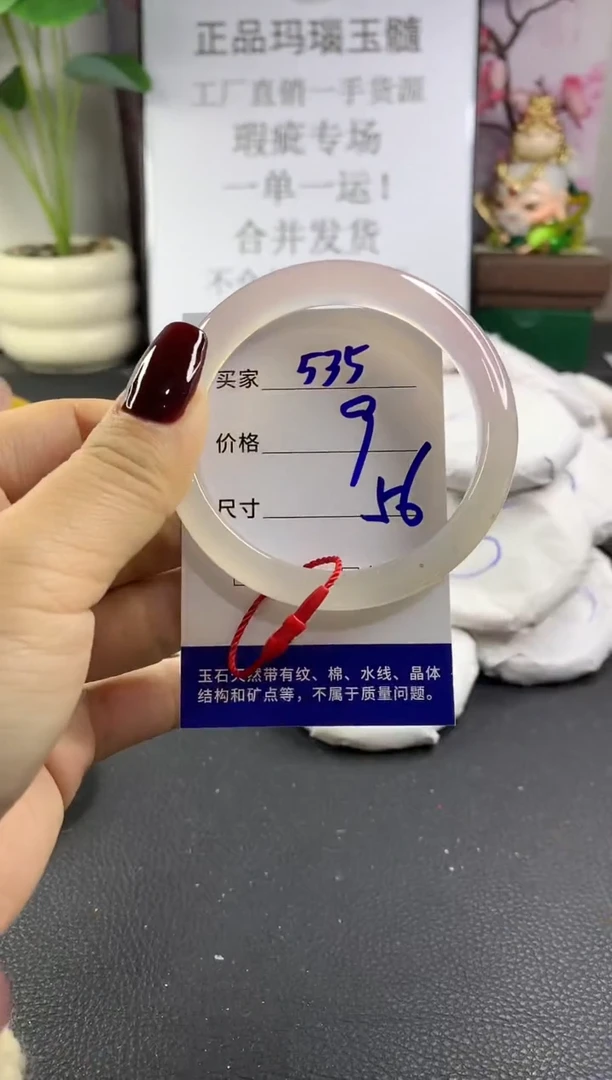 正品玛瑙玉髓
工厂直销一手货源
瑕疵专场
一单一运！
合并发货
买家 535
价格 9
尺寸 56
玉石天然带有纹、棉、水线、晶体
结构和矿点等，不属于质量问题。